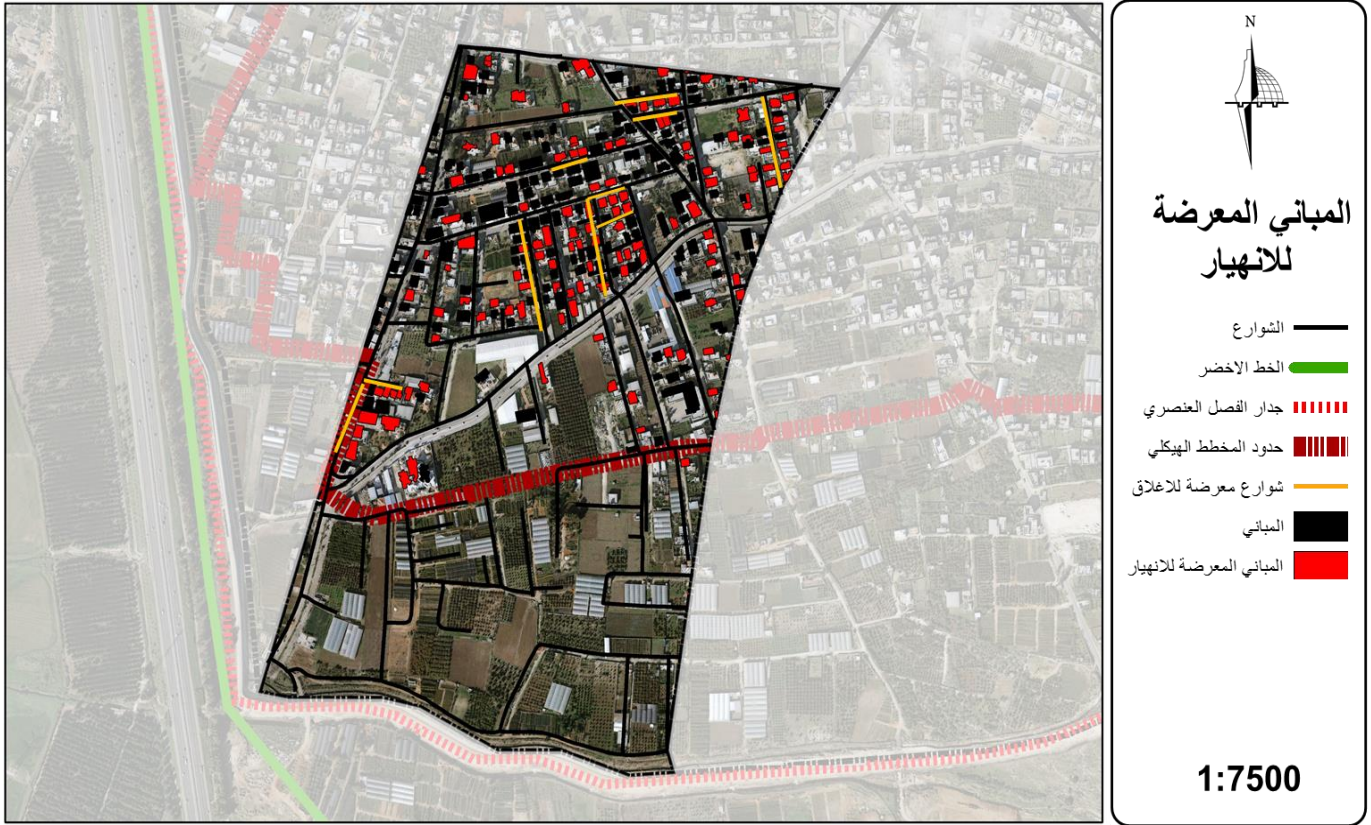 N
المباني المعرضة
للانهيار
الشوارع
الخط الاخضر
جدار الفصل العنصري
حدود المخطط الهيكلي
شوارع معرضة للاغلاق
المباني
المباني المعرضة للانهيار
1:7500